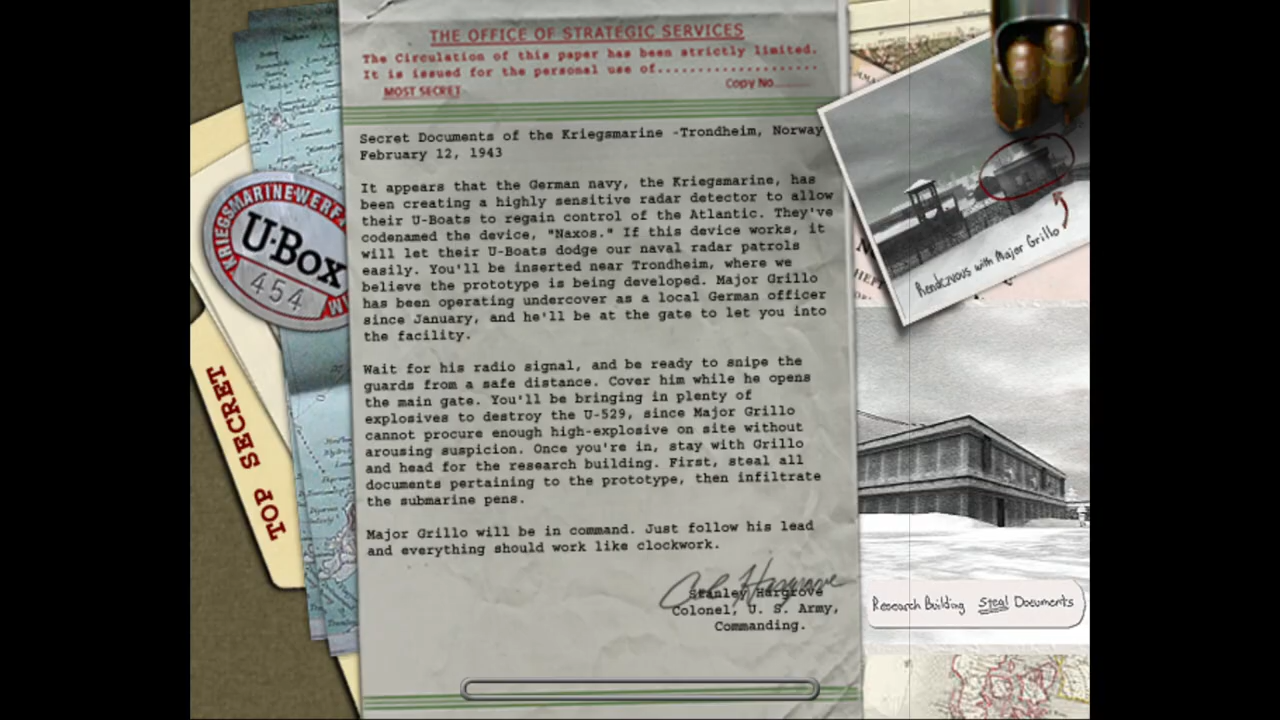 THE OFFICE OF STRATEGIC SERVICES
The Circulation of this paper has been strictly limited.
It is issued for the personal use of....................
MOST SECRET
Copy No.........
Secret Documents of the Kriegsmarine -Trondheim, Norway
February 12, 1943
It appears that the German navy, the Kriegsmarine, has
been creating a highly sensitive radar detector to allow
their U-Boats to regain control of the Atlantic. They've
codenamed the device, "Naxos." If this device works, it
will let their U-Boats dodge our naval radar patrols
easily. You'll be inserted near Trondheim, where we
believe the prototype is being developed. Major Grillo
has been operating undercover as a local German officer
since January, and he'll be at the gate to let you into
the facility.
Wait for his radio signal, and be ready to snipe the
guards from a safe distance. Cover him while he opens
the main gate. You'll be bringing in plenty of
explosives to destroy the U-529, since Major Grillo
cannot procure enough high-explosive on site without
arousing suspicion. Once you're in, stay with Grillo
and head for the research building. First, steal all
documents pertaining to the prototype, then infiltrate
the submarine pens.
Major Grillo will be in command. Just follow his lead
and everything should work like clockwork.
Stanley Hargrove
Colonel, U. S. Army,
Commanding.
KRIEGSMARINEWERF
U-Box
454
TOP SECRET
Rendezvous with Major Grillo
Research Building Steal Documents